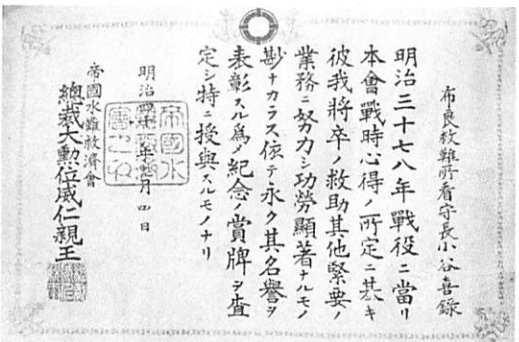 布良救難所看守長小谷喜録
明治三十七八年戰役ニ當リ
本會戰時心得ノ所定ニ基キ
彼我將卒ノ救助其他緊要ノ
業務ニ努力シ功勞顯著ナルモノ
尠ナカラス依テ永ク其名譽ヲ
表彰スル爲メ紀念ノ賞牌ヲ査
定シ特ニ授與スルモノナリ
明治四十年 月四日
帝國水難救濟會
總裁大勲位威仁親王